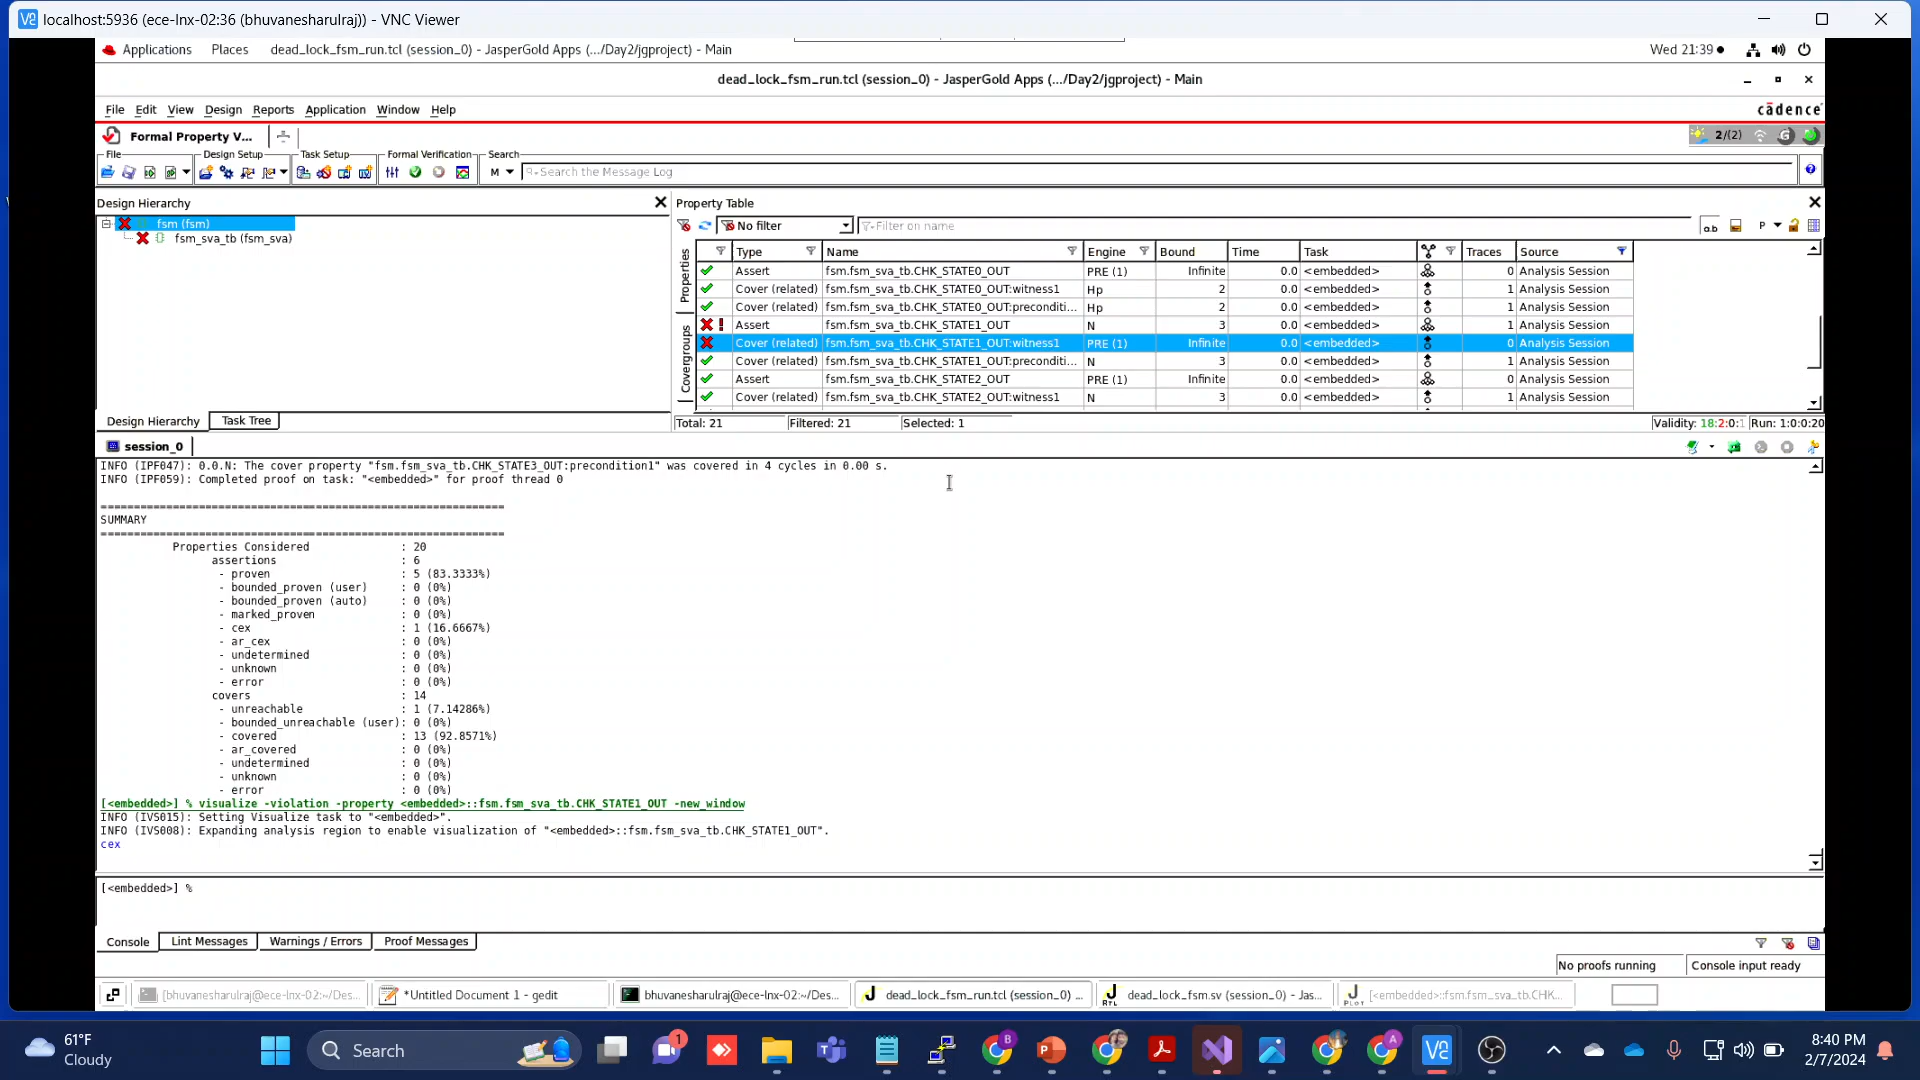 localhost:5936 (ece-lnx-02:36 (bhuvanesharulraj)) - VNC Viewer
Applications Places dead_lock_fsm_run.tcl (session_0) - JasperGold Apps (.../Day2/jgproject) - Main Wed 21:39
dead_lock_fsm_run.tcl (session_0) - JasperGold Apps (.../Day2/jgproject) - Main
File Edit View Design Reports Application Window Help cādence
Formal Property V... 2/(2)
File Design Setup Task Setup Formal Verification Search
M Search the Message Log
Design Hierarchy
fsm (fsm)
fsm_sva_tb (fsm_sva)
Design Hierarchy Task Tree
Property Table
No filter Filter on name a.b P
Properties
Covergroups
Type Name Engine Bound Time Task Traces Source
Assert fsm.fsm_sva_tb.CHK_STATE0_OUT PRE (1) Infinite 0.0 <embedded> 0 Analysis Session
Cover (related) fsm.fsm_sva_tb.CHK_STATE0_OUT:witness1 Hp 2 0.0 <embedded> 1 Analysis Session
Cover (related) fsm.fsm_sva_tb.CHK_STATE0_OUT:preconditi... Hp 2 0.0 <embedded> 1 Analysis Session
Assert fsm.fsm_sva_tb.CHK_STATE1_OUT N 3 0.0 <embedded> 1 Analysis Session
Cover (related) fsm.fsm_sva_tb.CHK_STATE1_OUT:witness1 PRE (1) Infinite 0.0 <embedded> 0 Analysis Session
Cover (related) fsm.fsm_sva_tb.CHK_STATE1_OUT:preconditi... N 3 0.0 <embedded> 1 Analysis Session
Assert fsm.fsm_sva_tb.CHK_STATE2_OUT PRE (1) Infinite 0.0 <embedded> 0 Analysis Session
Cover (related) fsm.fsm_sva_tb.CHK_STATE2_OUT:witness1 N 3 0.0 <embedded> 1 Analysis Session
Total: 21 Filtered: 21 Selected: 1 Validity: 18:2:0:1 Run: 1:0:0:20
session_0
INFO (IPF047): 0.0.N: The cover property "fsm.fsm_sva_tb.CHK_STATE3_OUT:precondition1" was covered in 4 cycles in 0.00 s.
INFO (IPF059): Completed proof on task: "<embedded>" for proof thread 0
============================================================
SUMMARY
============================================================
Properties Considered : 20
assertions : 6
- proven : 5 (83.3333%)
- bounded_proven (user) : 0 (0%)
- bounded_proven (auto) : 0 (0%)
- marked_proven : 0 (0%)
- cex : 1 (16.6667%)
- ar_cex : 0 (0%)
- undetermined : 0 (0%)
- unknown : 0 (0%)
- error : 0 (0%)
covers : 14
- unreachable : 1 (7.14286%)
- bounded_unreachable (user): 0 (0%)
- covered : 13 (92.8571%)
- ar_covered : 0 (0%)
- undetermined : 0 (0%)
- unknown : 0 (0%)
- error : 0 (0%)
[<embedded>] % visualize -violation -property <embedded>::fsm.fsm_sva_tb.CHK_STATE1_OUT -new_window
INFO (IVS015): Setting Visualize task to "<embedded>".
INFO (IVS008): Expanding analysis region to enable visualization of "<embedded>::fsm.fsm_sva_tb.CHK_STATE1_OUT".
cex
[<embedded>] %
Console Lint Messages Warnings / Errors Proof Messages
No proofs running Console input ready
[bhuvanesharulraj@ece-lnx-02:~/Des... *Untitled Document 1 - gedit bhuvanesharulraj@ece-lnx-02:~/Des... dead_lock_fsm_run.tcl (session_0) ... dead_lock_fsm.sv (session_0) - Jas... [<embedded>::fsm.fsm_sva_tb.CHK...
61°F
Cloudy
Search
1
8:40 PM
2/7/2024